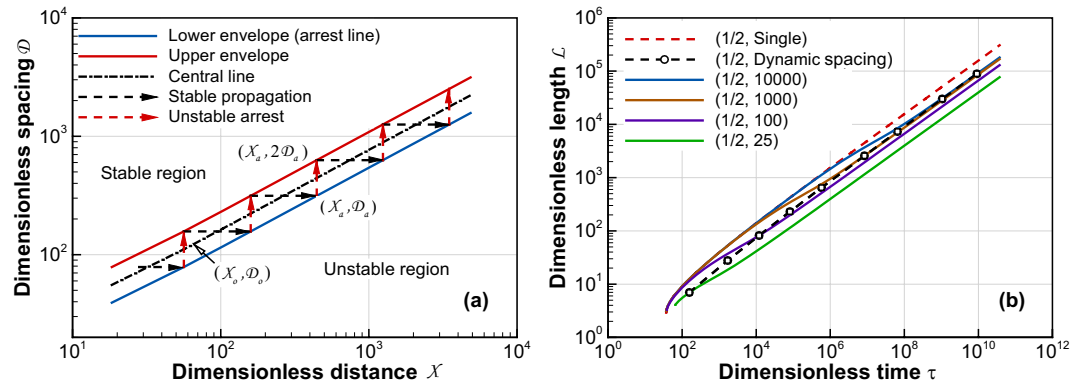 Dimensionless spacing 𝒟
10⁴
10³
10²
Lower envelope (arrest line)
Upper envelope
Central line
Stable propagation
Unstable arrest
(𝒳ₐ, 2𝒟ₐ)
Stable region
(𝒳ₐ, 𝒟ₐ)
(𝒳ₒ, 𝒟ₒ)
Unstable region
(a)
10¹
10²
10³
10⁴
Dimensionless distance 𝒳
Dimensionless length ℒ
10⁶
10⁵
10⁴
10³
10²
10¹
10⁰
(1/2, Single)
(1/2, Dynamic spacing)
(1/2, 10000)
(1/2, 1000)
(1/2, 100)
(1/2, 25)
(b)
10⁰
10²
10⁴
10⁶
10⁸
10¹⁰
10¹²
Dimensionless time τ